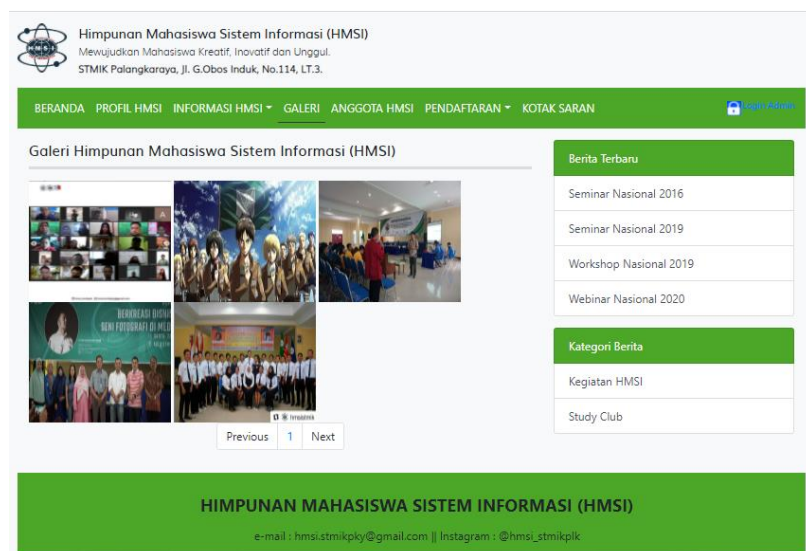 HMSI
Himpunan Mahasiswa Sistem Informasi (HMSI)
Mewujudkan Mahasiswa Kreatif, Inovatif dan Unggul.
STMIK Palangkaraya, Jl. G.Obos Induk, No.114, LT.3.
BERANDA PROFIL HMSI INFORMASI HMSI GALERI ANGGOTA HMSI PENDAFTARAN KOTAK SARAN Login Admin
Galeri Himpunan Mahasiswa Sistem Informasi (HMSI)
BERKREASI
SENI FOTOGRAFI DI
Previous 1 Next
Berita Terbaru
Seminar Nasional 2016
Seminar Nasional 2019
Workshop Nasional 2019
Webinar Nasional 2020
Kategori Berita
Kegiatan HMSI
Study Club
HIMPUNAN MAHASISWA SISTEM INFORMASI (HMSI)
e-mail : hmsi.stmikpky@gmail.com || Instagram : @hmsi_stmikplk